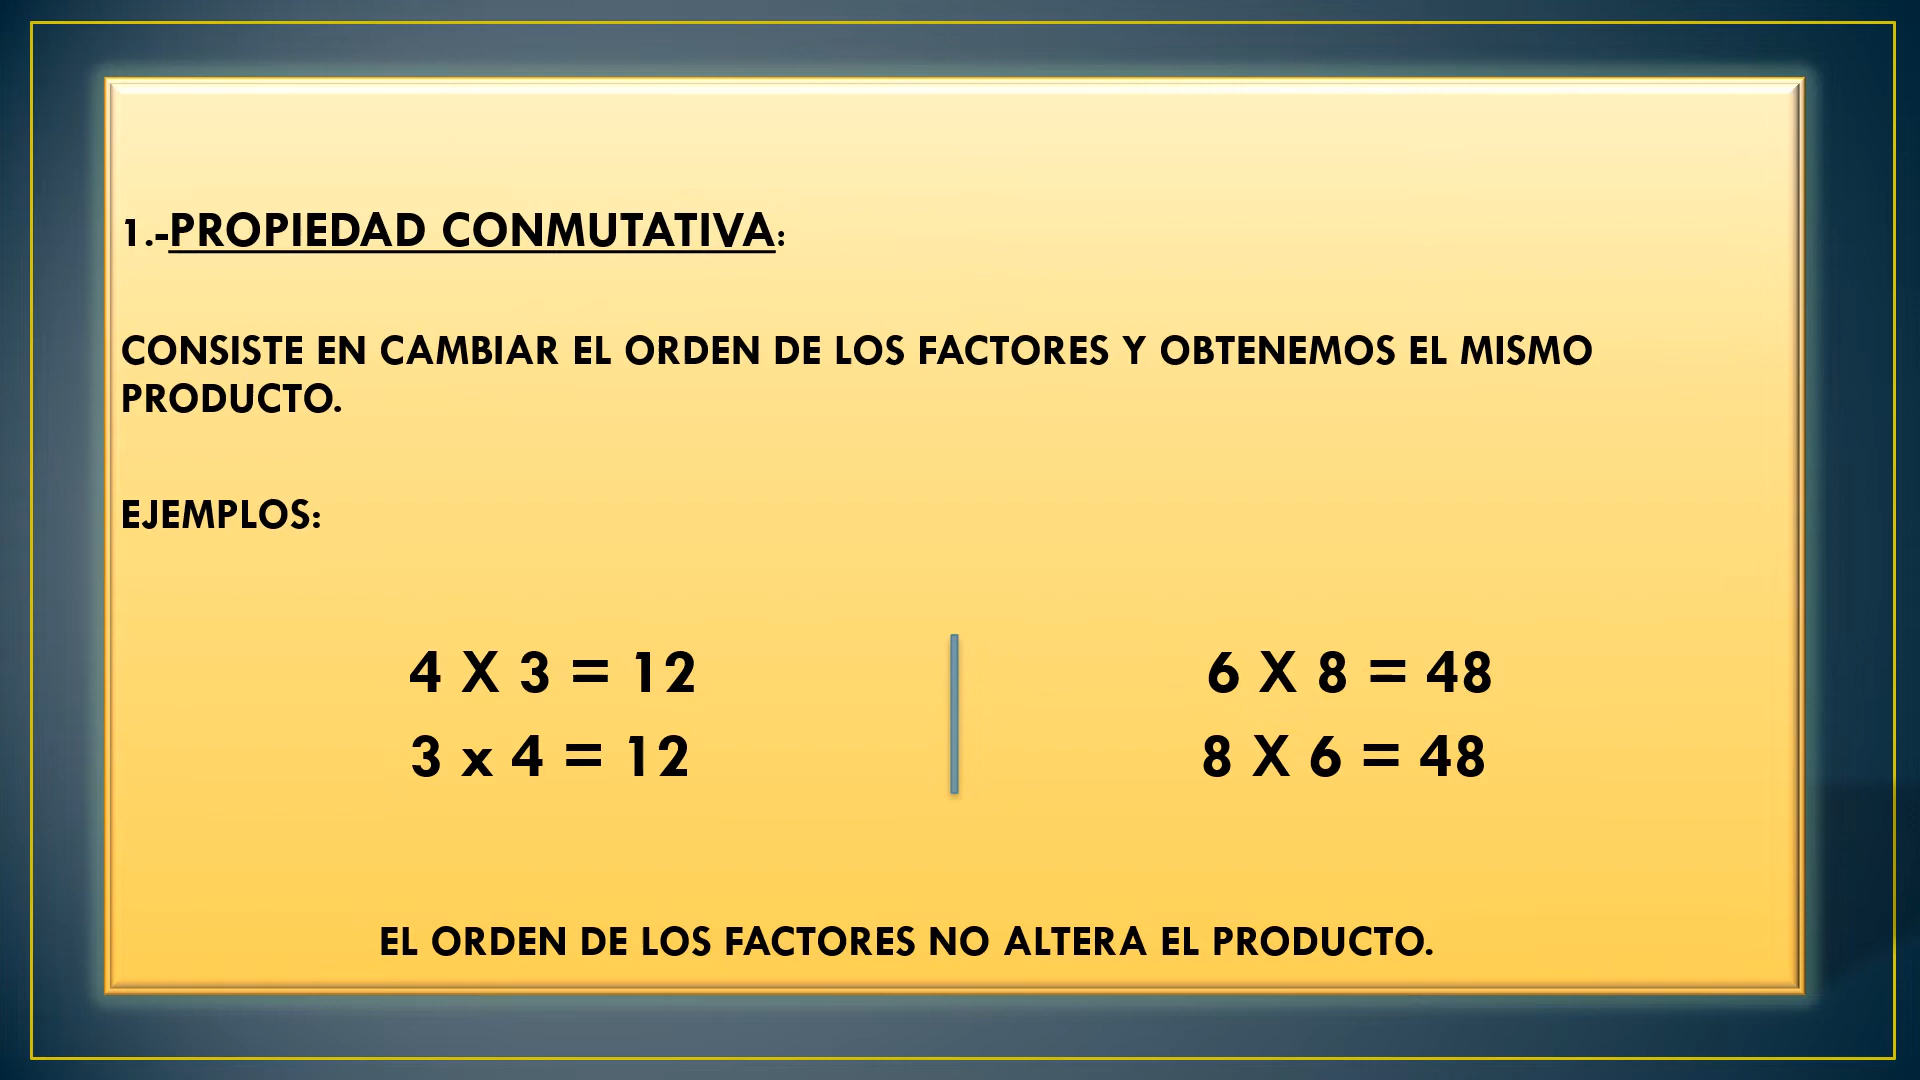 1.-PROPIEDAD CONMUTATIVA:
CONSISTE EN CAMBIAR EL ORDEN DE LOS FACTORES Y OBTENEMOS EL MISMO
PRODUCTO.
EJEMPLOS:
4 X 3 = 12
3 x 4 = 12
6 X 8 = 48
8 X 6 = 48
EL ORDEN DE LOS FACTORES NO ALTERA EL PRODUCTO.